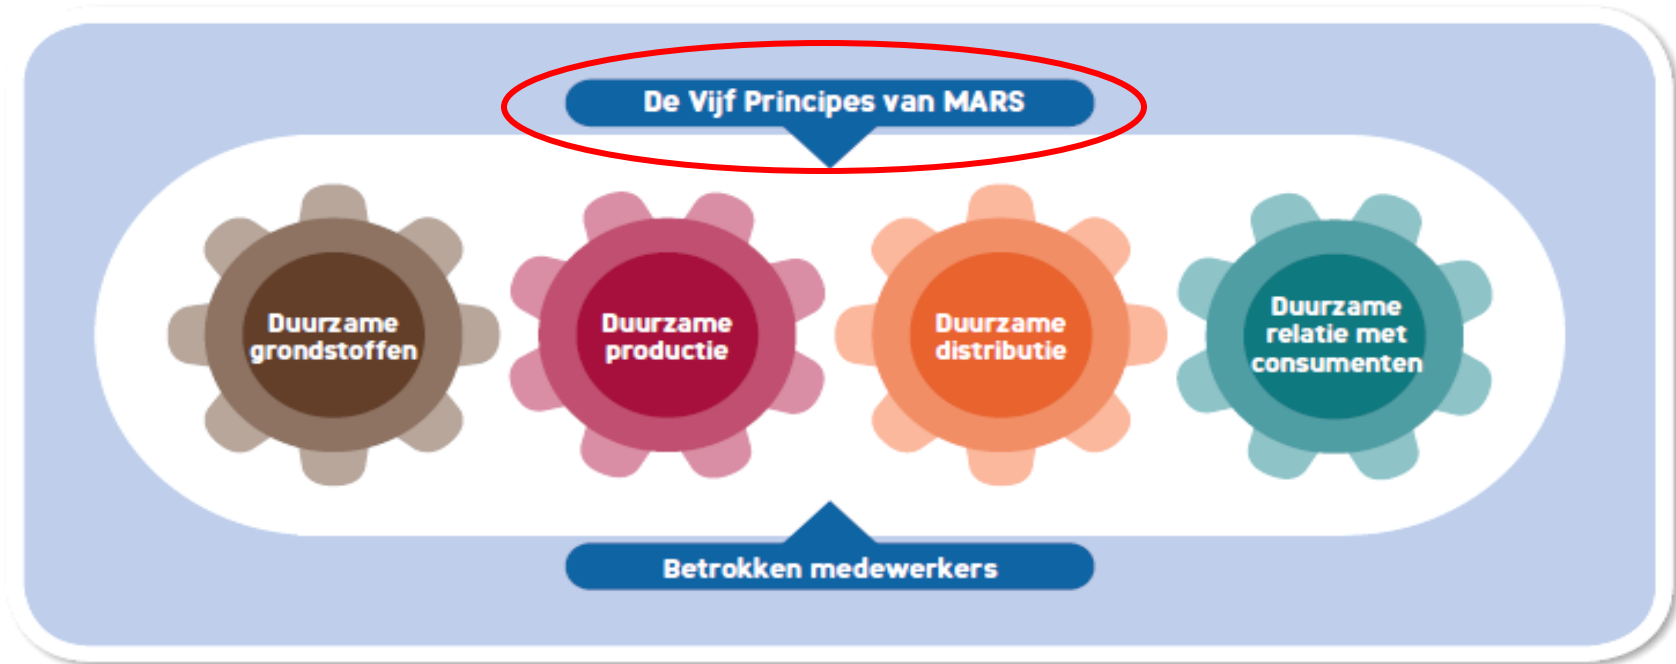 De Vijf Principes van MARS
Duurzame
grondstoffen
Duurzame
productie
Duurzame
distributie
Duurzame
relatie met
consumenten
Betrokken medewerkers